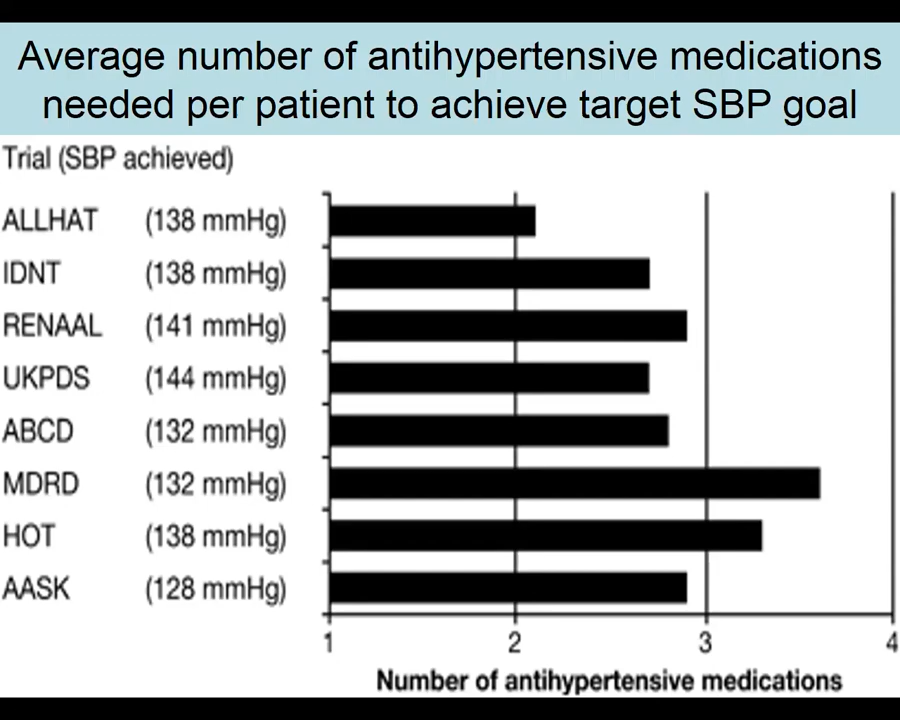 Average number of antihypertensive medications
needed per patient to achieve target SBP goal
Trial (SBP achieved)
ALLHAT (138 mmHg)
IDNT (138 mmHg)
RENAAL (141 mmHg)
UKPDS (144 mmHg)
ABCD (132 mmHg)
MDRD (132 mmHg)
HOT (138 mmHg)
AASK (128 mmHg)
1 2 3 4
Number of antihypertensive medications